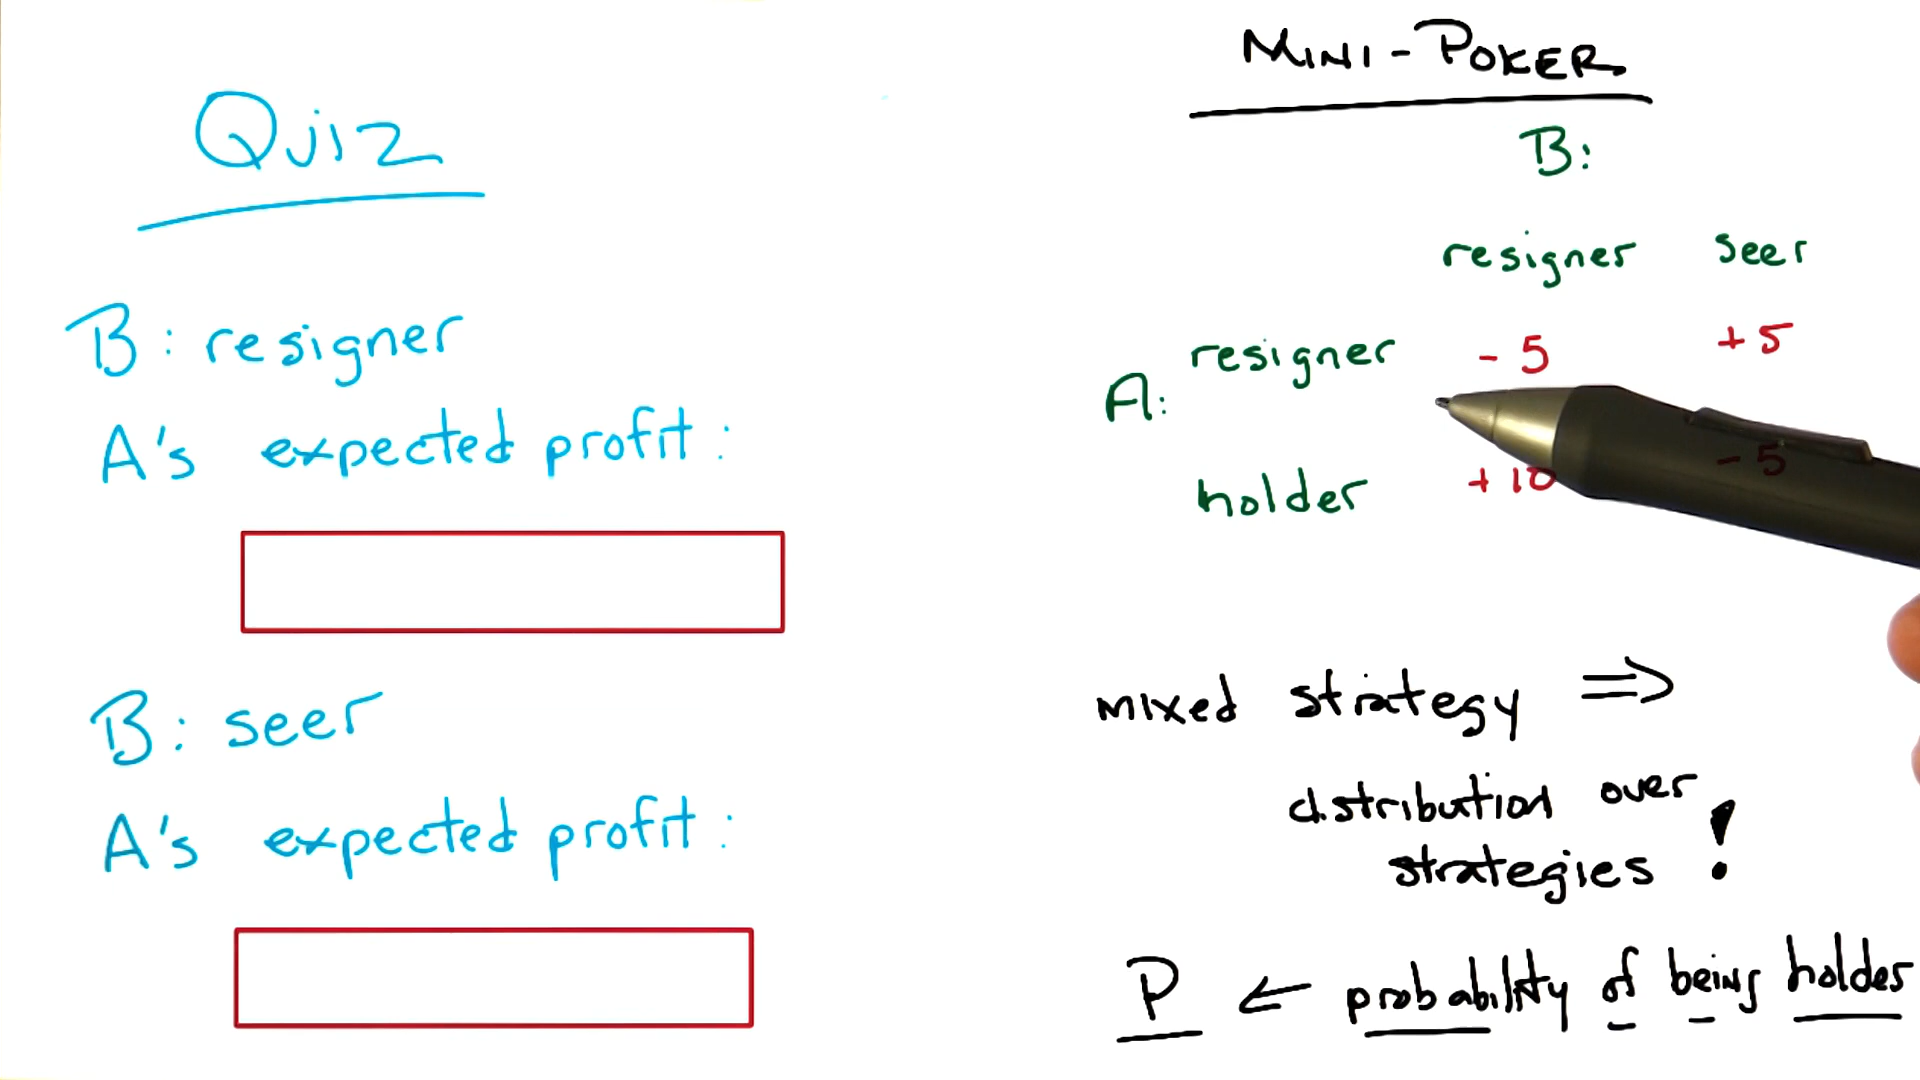 Quiz
B: resigner
A's expected profit:
B: seer
A's expected profit:
MINI-POKER
B:
resigner seer
resigner -5 +5
A:
holder +10 -5
mixed strategy ⇒
distribution over
strategies !
P ← probability of being holder